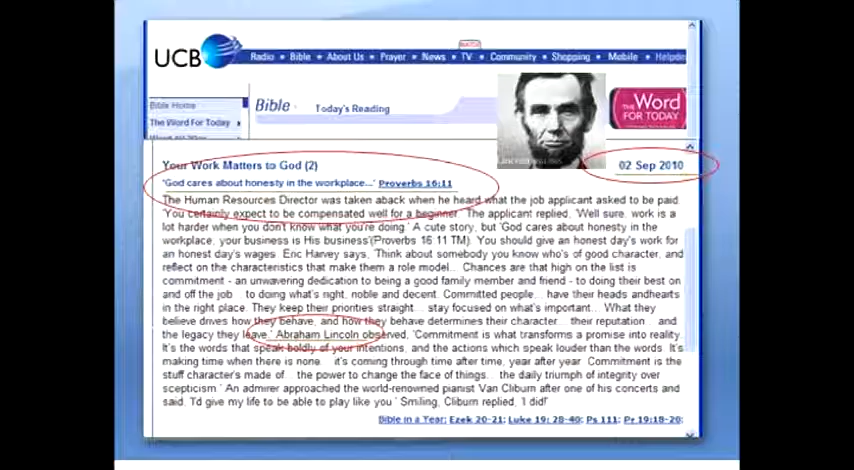 UCB
Radio • Bible • About Us • Prayer • News • TV • Community • Shopping • Mobile • Helpdesk
Bible Home
The Word For Today
Bible
Today's Reading
THE Word
FOR TODAY
Your Work Matters to God (2)
02 Sep 2010
'God cares about honesty in the workplace...' Proverbs 16:11
The Human Resources Director was taken aback when he heard what the job applicant asked to be paid.
'You certainly expect to be compensated well for a beginner.' The applicant replied, 'Well sure, work is a
lot harder when you don't know what you're doing.' A cute story, but 'God cares about honesty in the
workplace, your business is His business'(Proverbs 16 11 TM). You should give an honest day's work for
an honest day's wages. Eric Harvey says, 'Think about somebody you know who's of good character, and
reflect on the characteristics that make them a role model... Chances are that high on the list is
commitment - an unwavering dedication to being a good family member and friend - to doing their best on
and off the job... to doing what's right, noble and decent. Committed people... have their heads andhearts
in the right place. They keep their priorities straight... stay focused on what's important... What they
believe drives how they behave, and how they behave determines their character... their reputation... and
the legacy they leave.' Abraham Lincoln observed, 'Commitment is what transforms a promise into reality.
It's the words that speak boldly of your intentions, and the actions which speak louder than the words. It's
making time when there is none... it's coming through time after time, year after year. Commitment is the
stuff character's made of... the power to change the face of things... the daily triumph of integrity over
scepticism.' An admirer approached the world-renowned pianist Van Cliburn after one of his concerts and
said, 'I'd give my life to be able to play like you.' Smiling, Cliburn replied, 'I did!'
Bible in a Year: Ezek 20-21; Luke 19: 28-40; Ps 111; Pr 19:18-20;